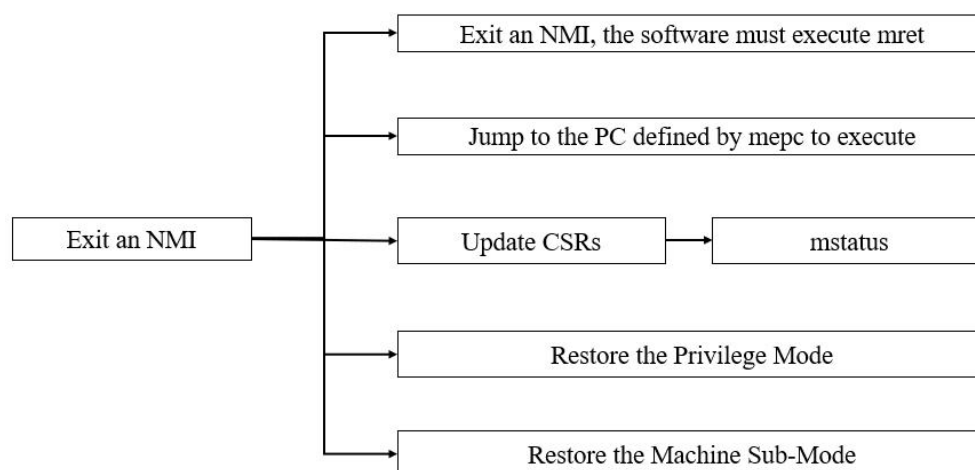 Exit an NMI, the software must execute mret
Jump to the PC defined by mepc to execute
Exit an NMI
Update CSRs
mstatus
Restore the Privilege Mode
Restore the Machine Sub-Mode